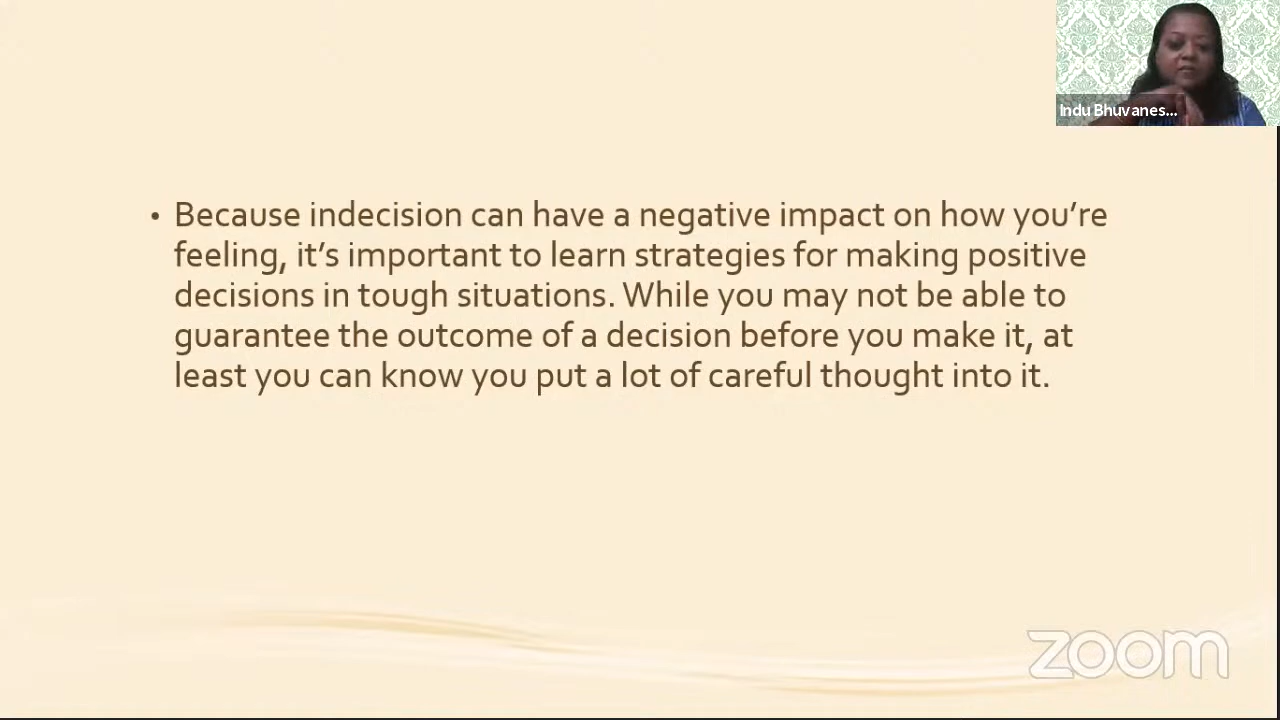 Indu Bhuvanes...
• Because indecision can have a negative impact on how you’re
feeling, it’s important to learn strategies for making positive
decisions in tough situations. While you may not be able to
guarantee the outcome of a decision before you make it, at
least you can know you put a lot of careful thought into it.
zoom